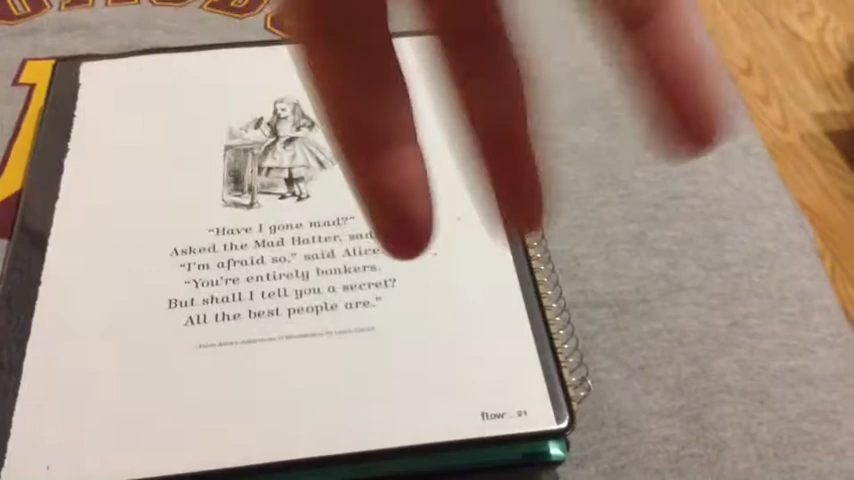 "Have I gone mad?"
Asked the Mad Hatter,
"I'm afraid so," said Alice.
"You're entirely bonkers.
But shall I tell you a secret?
All the best people are."
flow 21